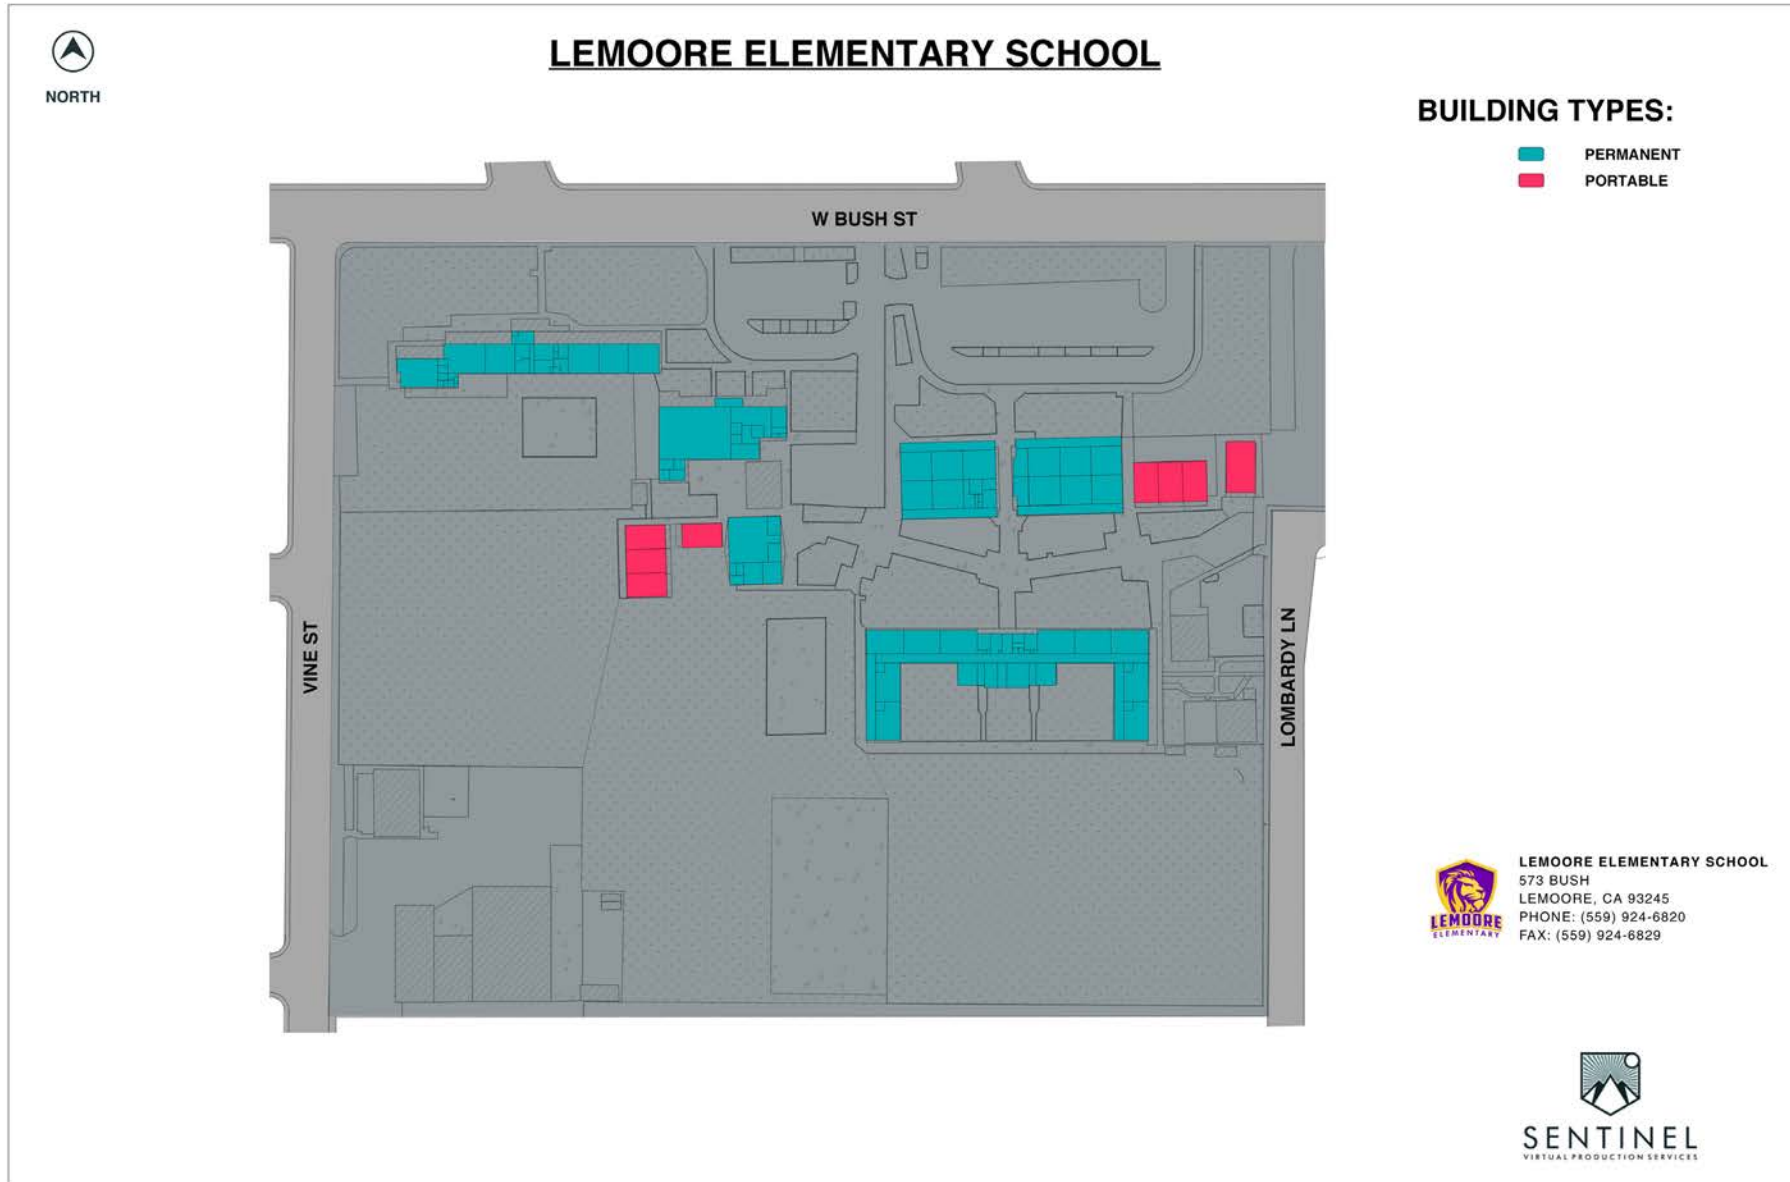 LEMOORE ELEMENTARY SCHOOL
NORTH
BUILDING TYPES:
PERMANENT
PORTABLE
W BUSH ST
VINE ST
LOMBARDY LN
LEMOORE
ELEMENTARY
LEMOORE ELEMENTARY SCHOOL
573 BUSH
LEMOORE, CA 93245
PHONE: (559) 924-6820
FAX: (559) 924-6829
SENTINEL
VIRTUAL PRODUCTION SERVICES